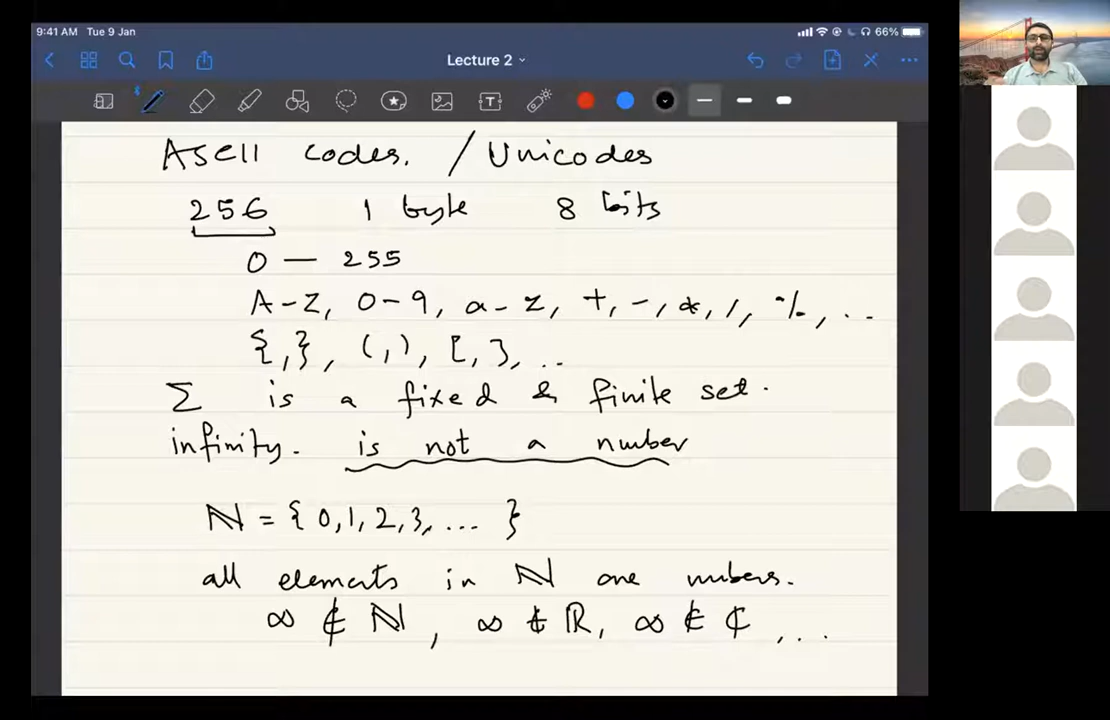 9:41 AM Tue 9 Jan 66%
Lecture 2
T
ASCII codes. / Unicodes
256 1 byte 8 bits
0 — 255
A-Z, 0-9, a-z, +, -, *, /, %, ...
{,}, (,), [,], ...
Σ is a fixed & finite set.
infinity. is not a number
ℕ = { 0,1,2,3, ... }
all elements in ℕ are numbers.
∞ ∉ ℕ, ∞ ∉ ℝ, ∞ ∉ ℂ, ...